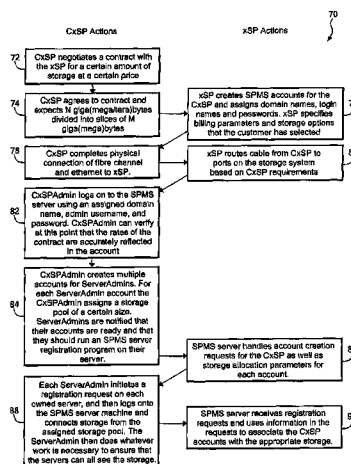 CxSP Actions
xSP Actions
70
72
CxSP negotiates a contract with
the xSP for a certain amount of
storage at a certain price
74
CxSP agrees to contract and
expects N giga(mega/tera)bytes
divided into slices of M
giga(mega)bytes
xSP creates SPMS accounts for the
CxSP and assigns domain names, login
names and passwords. xSP specifies
billing parameters and storage options
that the customer has selected
7
78
CxSP completes physical
connection of fibre channel
and ethernet to xSP.
xSP routes cable from CxSP to
ports on the storage system
based on CxSP requirements
8
82
CxSPAdmin logs on to the SPMS
server using an assigned domain
name, admin username, and
password. CxSPAdmin can verify
at this point that the rates of the
contract are accurately reflected
in the account
84
CxSPAdmin creates multiple
accounts for ServerAdmins. For
each ServerAdmin account the
CxSPAdmin assigns a storage
pool of a certain size.
ServerAdmins are notified that
their accounts are ready and that
they should run an SPMS server
registration program on their
server.
SPMS server handles account creation
requests for the CxSP as well as
storage allocation parameters for
each account.
8
88
Each ServerAdmin initiates a
registration request on each
owned server, and then logs onto
the SPMS server machine and
connects storage from the
assigned storage pool. The
ServerAdmin then does whatever
work is necessary to ensure that
the servers can all see the storage.
SPMS server receives registration
requests and uses information in the
requests to associate the CxSP
accounts with the appropriate storage.
9